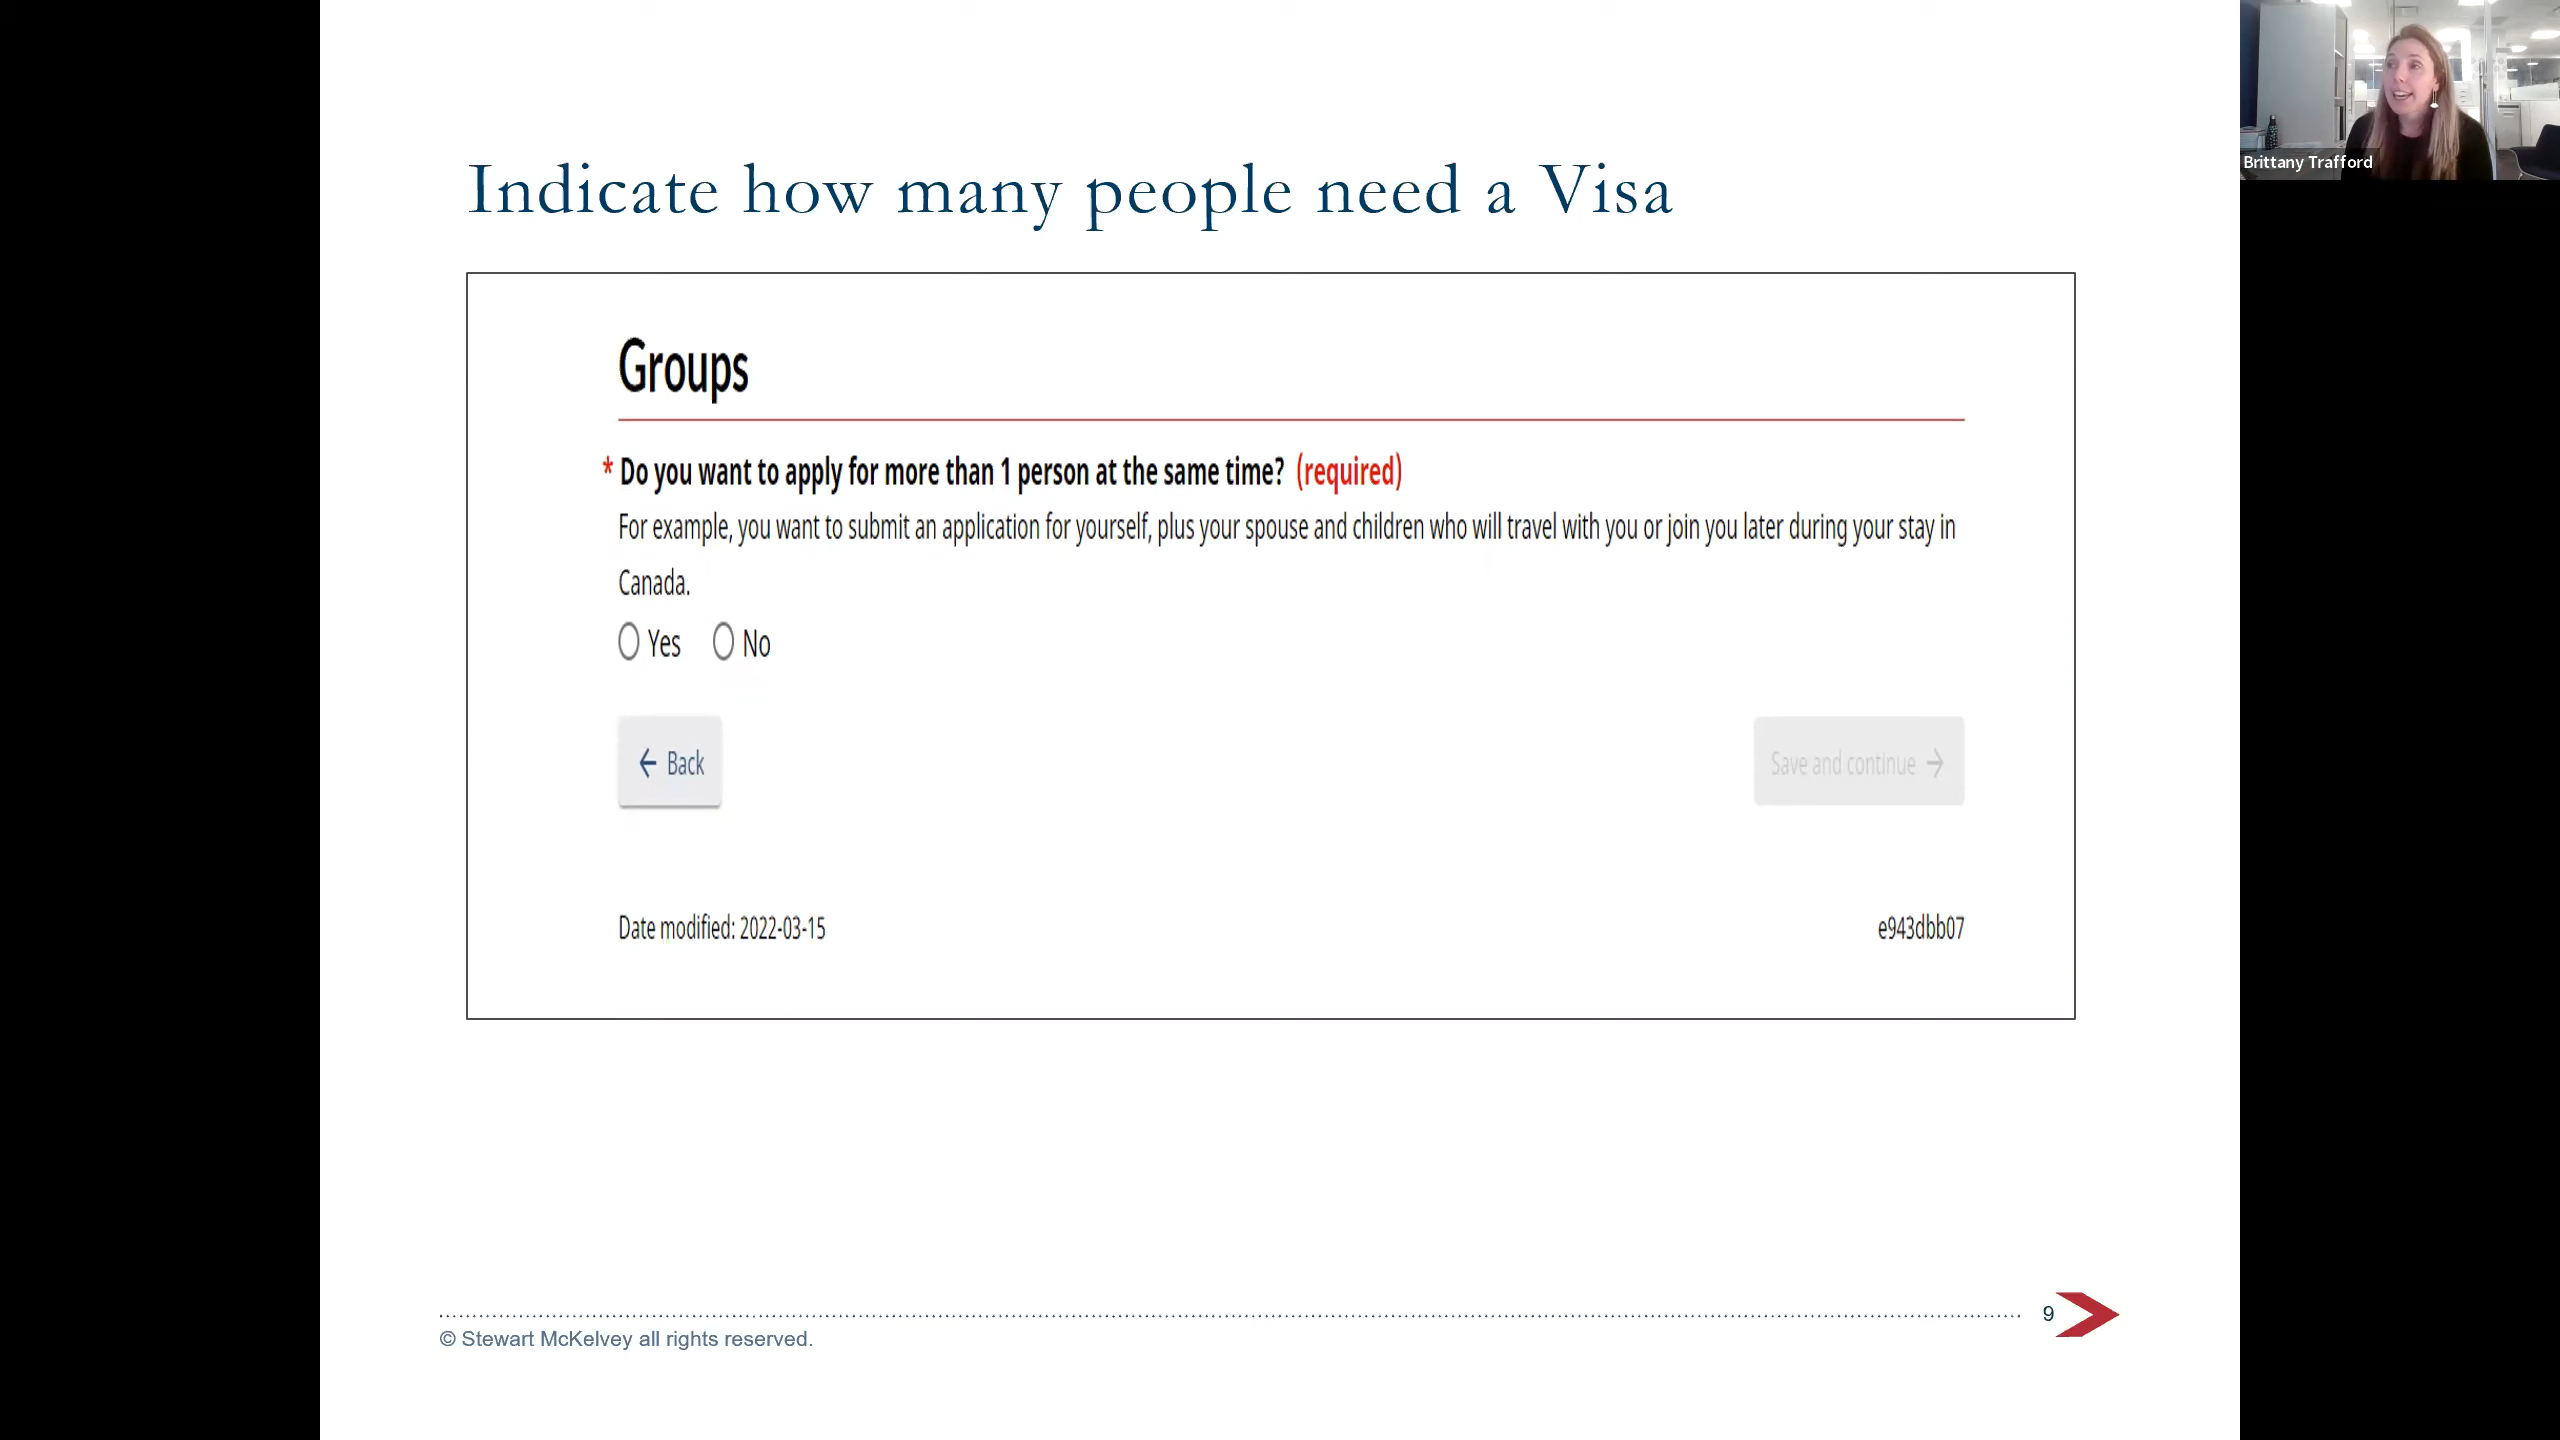 Indicate how many people need a Visa
Brittany Trafford
Groups
* Do you want to apply for more than 1 person at the same time? (required)
For example, you want to submit an application for yourself, plus your spouse and children who will travel with you or join you later during your stay in
Canada.
Yes No
← Back
Save and continue →
Date modified: 2022-03-15
e943dbb07
9
© Stewart McKelvey all rights reserved.